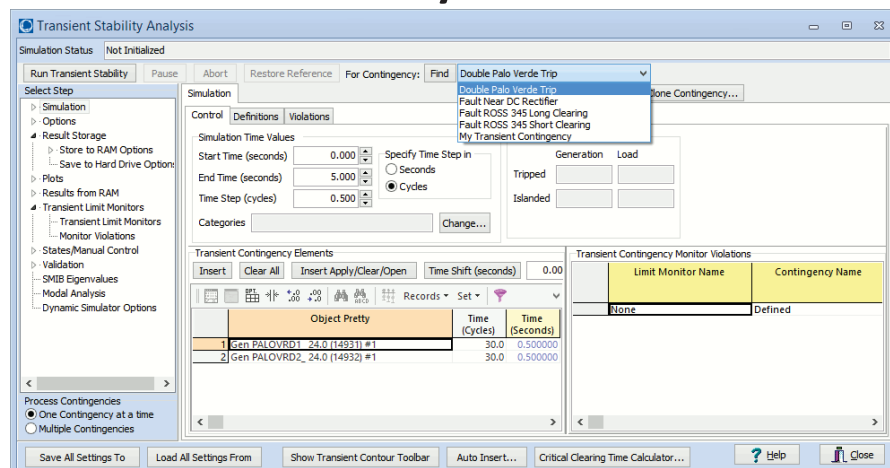 Transient Stability Analysis
Simulation Status Not Initialized
Run Transient Stability Pause Abort Restore Reference For Contingency: Find Double Palo Verde Trip
Select Step
Simulation
Options
Result Storage
Store to RAM Options
Save to Hard Drive Options
Plots
Results from RAM
Transient Limit Monitors
Transient Limit Monitors
Monitor Violations
States/Manual Control
Validation
SMIB Eigenvalues
Modal Analysis
Dynamic Simulator Options
Process Contingencies
One Contingency at a time
Multiple Contingencies
Simulation
Double Palo Verde Trip
Fault Near DC Rectifier
Fault ROSS 345 Long Clearing
Fault ROSS 345 Short Clearing
My Transient Contingency
lone Contingency...
Control Definitions Violations
Simulation Time Values
Start Time (seconds) 0.000
End Time (seconds) 5.000
Time Step (cycles) 0.500
Specify Time Step in
Seconds
Cycles
Categories Change...
Generation Load
Tripped
Islanded
Transient Contingency Elements
Insert Clear All Insert Apply/Clear/Open Time Shift (seconds) 0.00
Records Set
Object Pretty Time (Cycles) Time (Seconds)
1 Gen PALOVRD1_ 24.0 (14931) #1 30.0 0.500000
2 Gen PALOVRD2_ 24.0 (14932) #1 30.0 0.500000
Transient Contingency Monitor Violations
Limit Monitor Name Contingency Name
None Defined
Save All Settings To Load All Settings From Show Transient Contour Toolbar Auto Insert... Critical Clearing Time Calculator... ? Help Close